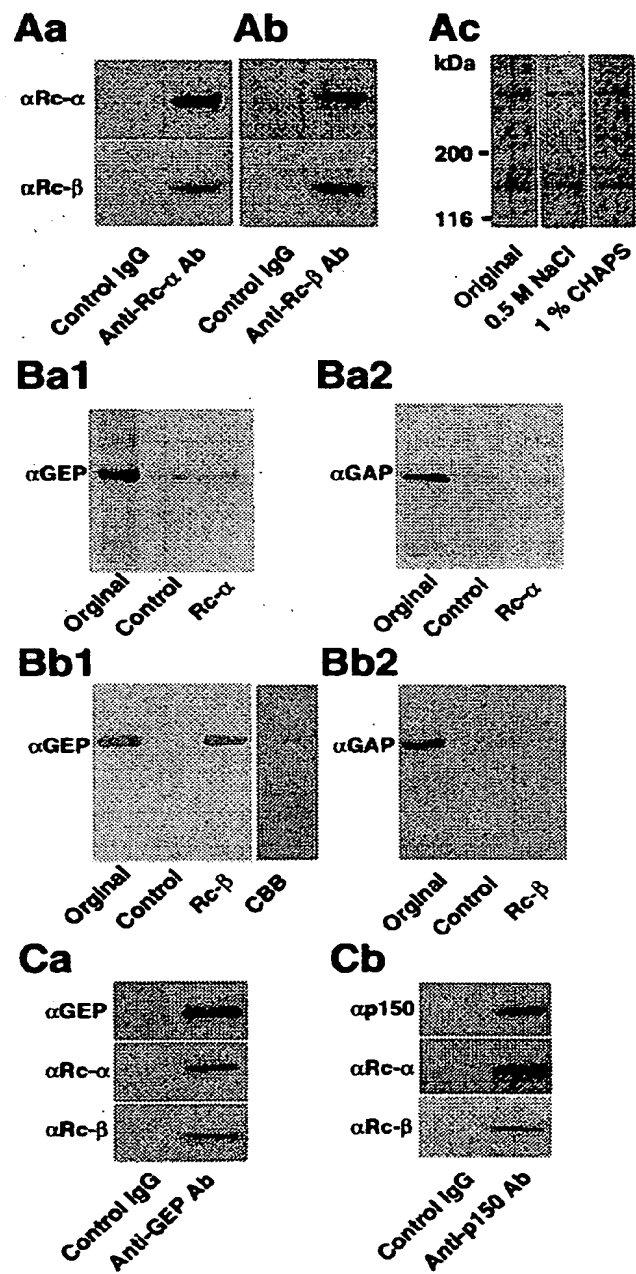 Aa Ab Ac
kDa
αRc-α
αRc-β
200
116
Control IgG
Anti-Rc-α Ab
Control IgG
Anti-Rc-β Ab
Original
0.5 M NaCl
1 % CHAPS
Ba1 Ba2
αGEP
αGAP
Orginal
Control
Rc-α
Orginal
Control
Rc-α
Bb1 Bb2
αGEP
αGAP
Orginal
Control
Rc-β
CBB
Orginal
Control
Rc-β
Ca Cb
αGEP
αRc-α
αRc-β
αp150
αRc-α
αRc-β
Control IgG
Anti-GEP Ab
Control IgG
Anti-p150 Ab